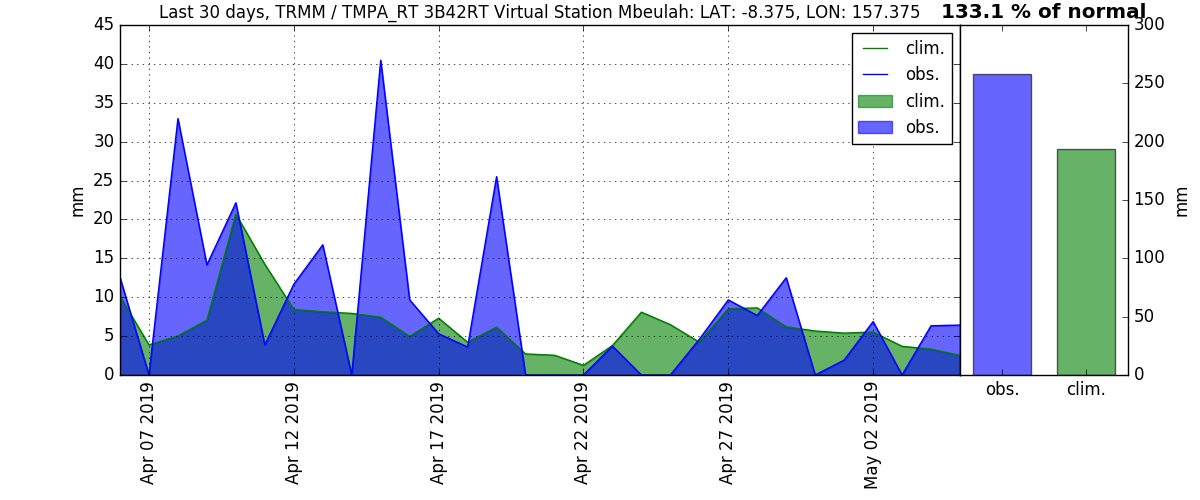 Last 30 days, TRMM / TMPA_RT 3B42RT Virtual Station Mbeulah: LAT: -8.375, LON: 157.375
133.1 % of normal
45
40
35
30
25
20
15
10
5
0
mm
clim.
obs.
clim.
obs.
Apr 07 2019
Apr 12 2019
Apr 17 2019
Apr 22 2019
Apr 27 2019
May 02 2019
300
250
200
150
100
50
0
mm
obs.
clim.